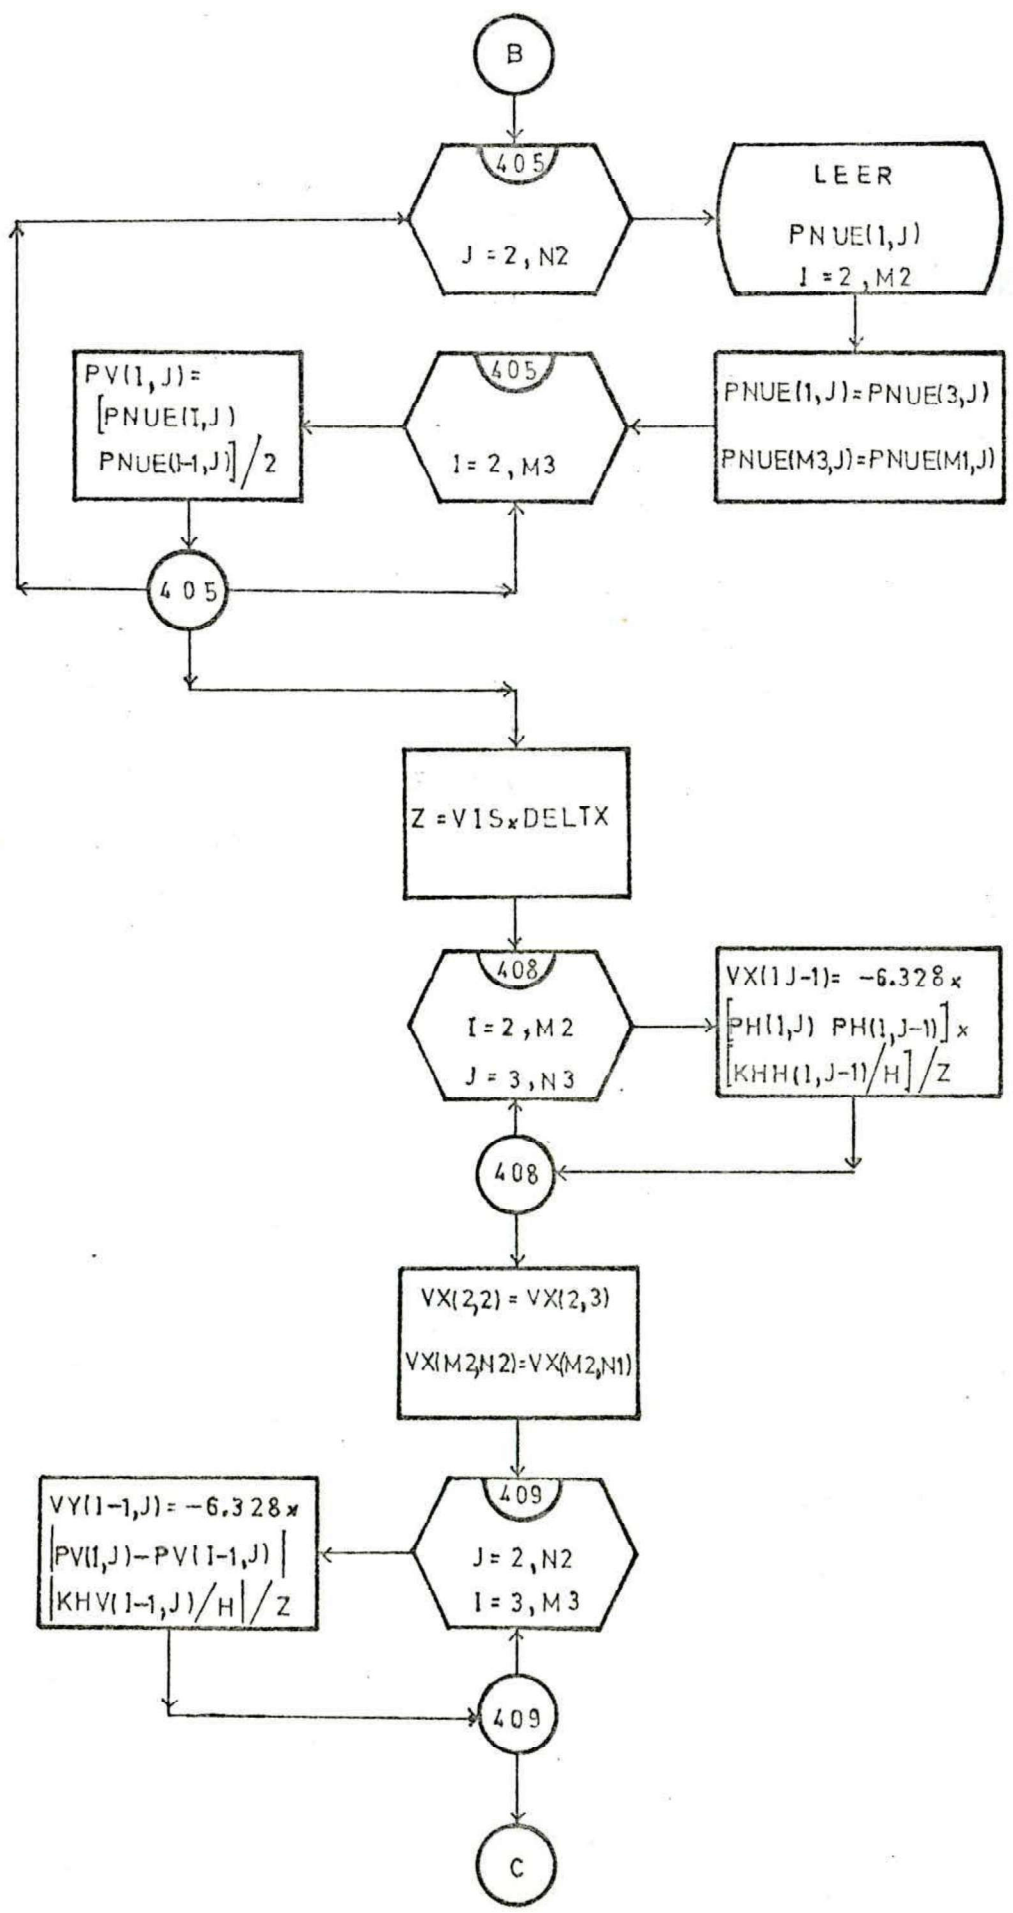 B
405
J = 2, N2
LEER
PNUE(I,J)
I = 2, M2
PNUE(1,J)=PNUE(3,J)
PNUE(M3,J)=PNUE(M1,J)
405
I = 2, M3
PV(I,J)=
[PNUE(I,J)
PNUE(I-1,J)]/2
405
Z = VIS x DELTX
408
I = 2, M2
J = 3, N3
VX(I J-1)= -6.328 x
[PH(I,J) PH(I,J-1)] x
[KHH(I,J-1)/H]/Z
408
VX(2,2) = VX(2,3)
VX(M2,N2)=VX(M2,N1)
409
J = 2, N2
I = 3, M3
VY(I-1,J)= -6.328 x
|PV(I,J)-PV(I-1,J)|
|KHV(I-1,J)/H|/Z
409
C